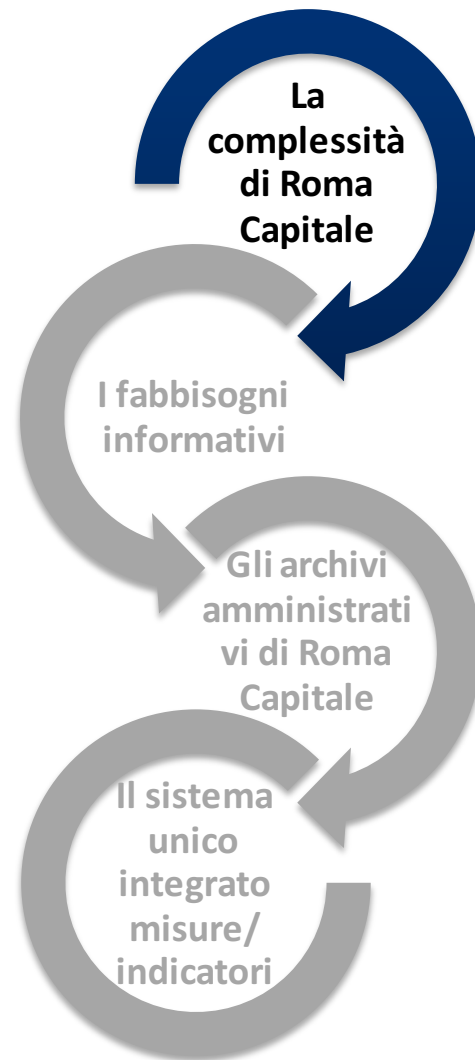 La
complessità
di Roma
Capitale
I fabbisogni
informativi
Gli archivi
amministrati
vi di Roma
Capitale
Il sistema
unico
integrato
misure/
indicatori